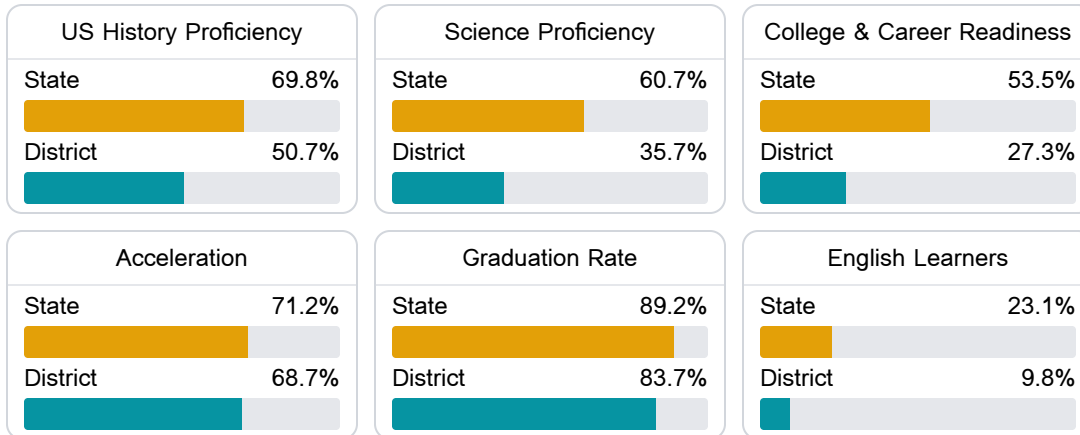 US History Proficiency
State 69.8%
District 50.7%
Science Proficiency
State 60.7%
District 35.7%
College & Career Readiness
State 53.5%
District 27.3%
Acceleration
State 71.2%
District 68.7%
Graduation Rate
State 89.2%
District 83.7%
English Learners
State 23.1%
District 9.8%